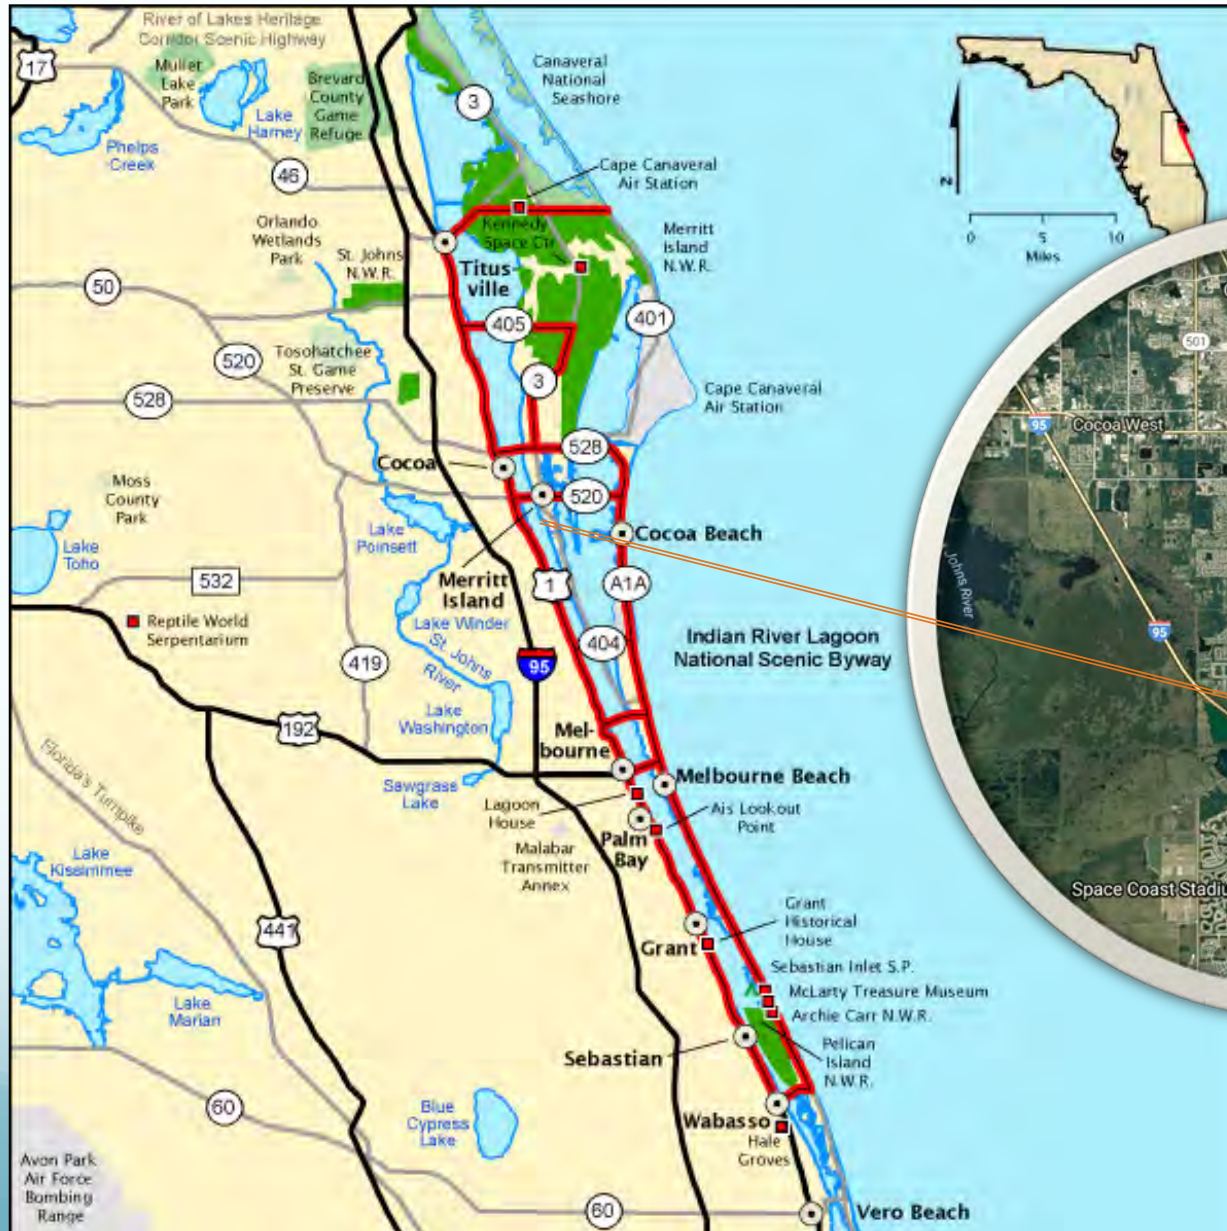 River of Lakes Heritage
Corridor Scenic Highway
17
Mullet
Lake
Park
Brevard
County
Game
Refuge
Lake
Harney
Phelps
Creek
46
3
Canaveral
National
Seashore
Cape Canaveral
Air Station
Orlando
Wetlands
Park
St. Johns
N.W.R.
Kennedy
Space Ctr
Merritt
Island
N.W.R.
Titus-
ville
N
0 5 10
Miles
50
405
401
520
Tosohatchee
St. Game
Preserve
528
3
Cape Canaveral
Air Station
501
95
Cocoa West
528
Cocoa
520
Moss
County
Park
Lake
Poinsett
Cocoa Beach
Lake
Toho
532
Merritt
Island
1
A1A
Johns River
Reptile World
Serpentarium
Lake Winder
St. Johns
River
404
Indian River Lagoon
National Scenic Byway
95
419
95
Lake
Washington
192
Mel-
bourne
Florida's Turnpike
Sawgrass
Lake
Melbourne Beach
Lagoon
House
Ais Lookout
Point
Palm
Bay
Malabar
Transmitter
Annex
Lake
Kissimmee
Space Coast Stadiu
441
Grant
Historical
House
Grant
Sebastian Inlet S.P.
McLarty Treasure Museum
Archie Carr N.W.R.
Lake
Marian
Sebastian
Pelican
Island
N.W.R.
60
Blue
Cypress
Lake
Wabasso
Hale
Groves
Avon Park
Air Force
Bombing
Range
60
Vero Beach